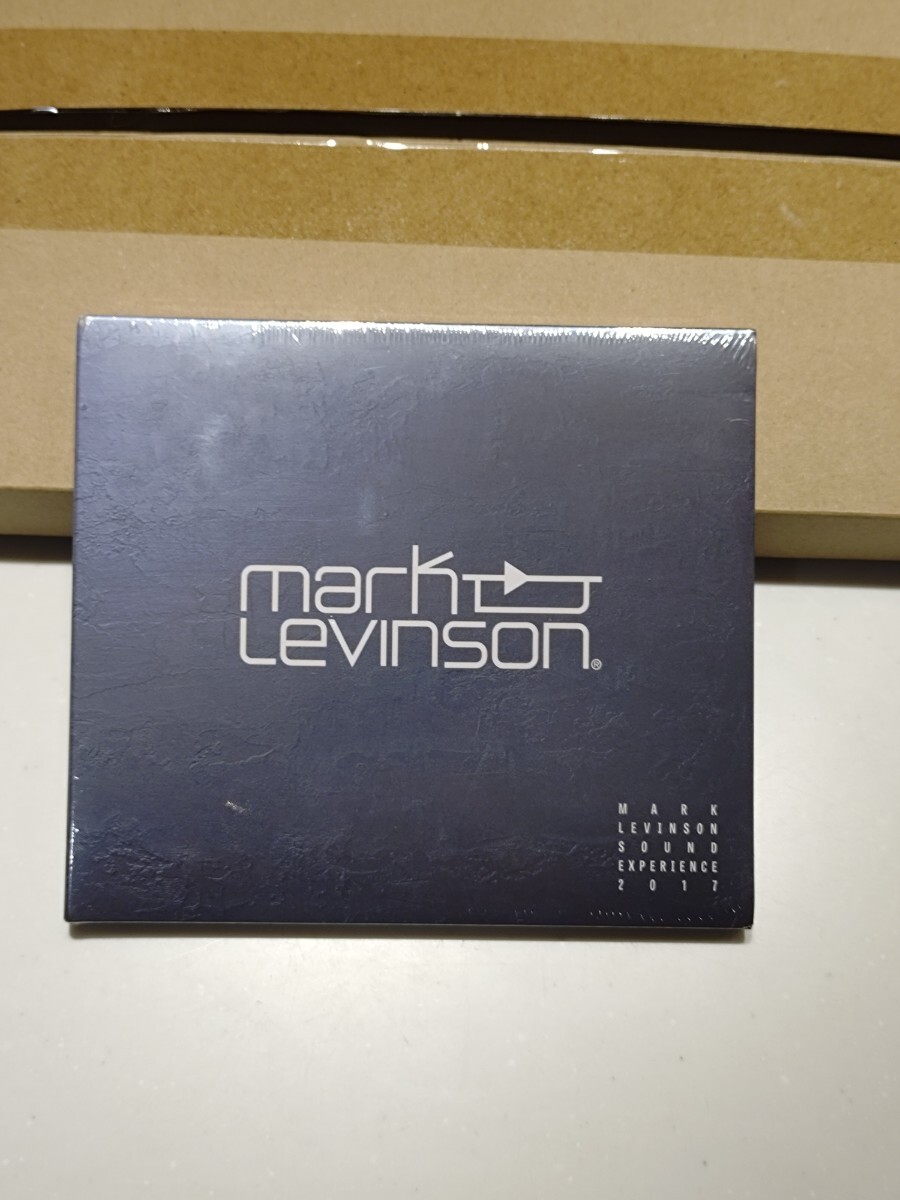 mark
Levinson®
MARK
LEVINSON
SOUND
EXPERIENCE
2017